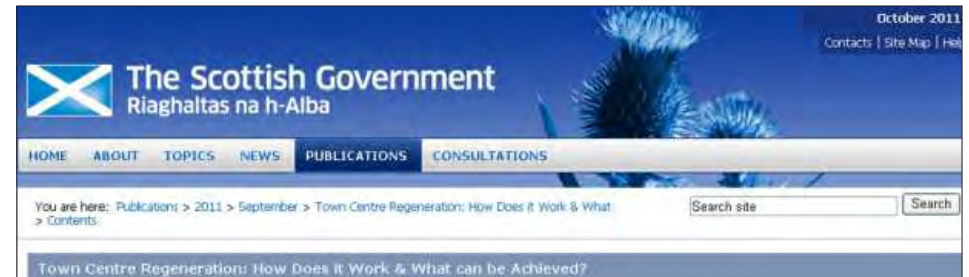 October 2011
Contacts | Site Map | Help
The Scottish Government
Riaghaltas na h-Alba
HOME ABOUT TOPICS NEWS PUBLICATIONS CONSULTATIONS
You are here: Publications > 2011 > September > Town Centre Regeneration: How Does it Work & What
> Contents
Search site Search
Town Centre Regeneration: How Does it Work & What can be Achieved?